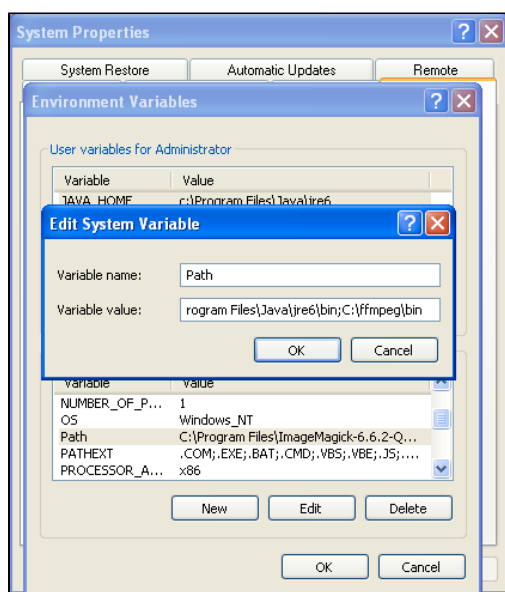 System Properties
System Restore Automatic Updates Remote
Environment Variables
User variables for Administrator
Variable Value
JAVA_HOME c:\Program Files\Java\jre6
Edit System Variable
Variable name: Path
Variable value: rogram Files\Java\jre6\bin;C:\ffmpeg\bin
OK Cancel
Variable Value
NUMBER_OF_P... 1
OS Windows_NT
Path C:\Program Files\ImageMagick-6.6.2-Q...
PATHEXT .COM;.EXE;.BAT;.CMD;.VBS;.VBE;.JS;....
PROCESSOR_A... x86
New Edit Delete
OK Cancel